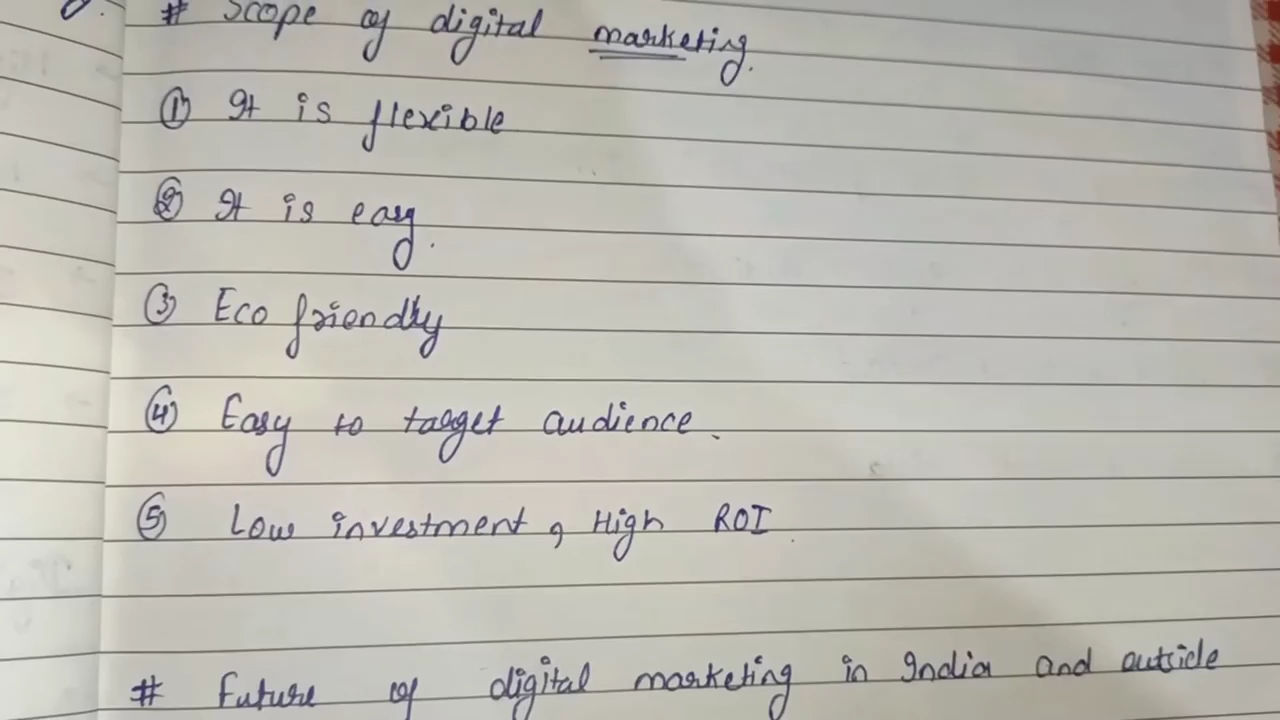 # Scope of digital marketing.
① It is flexible
② It is easy.
③ Eco friendly
④ Easy to target audience.
⑤ Low investment, High ROI.
# Future of digital marketing in India and outside